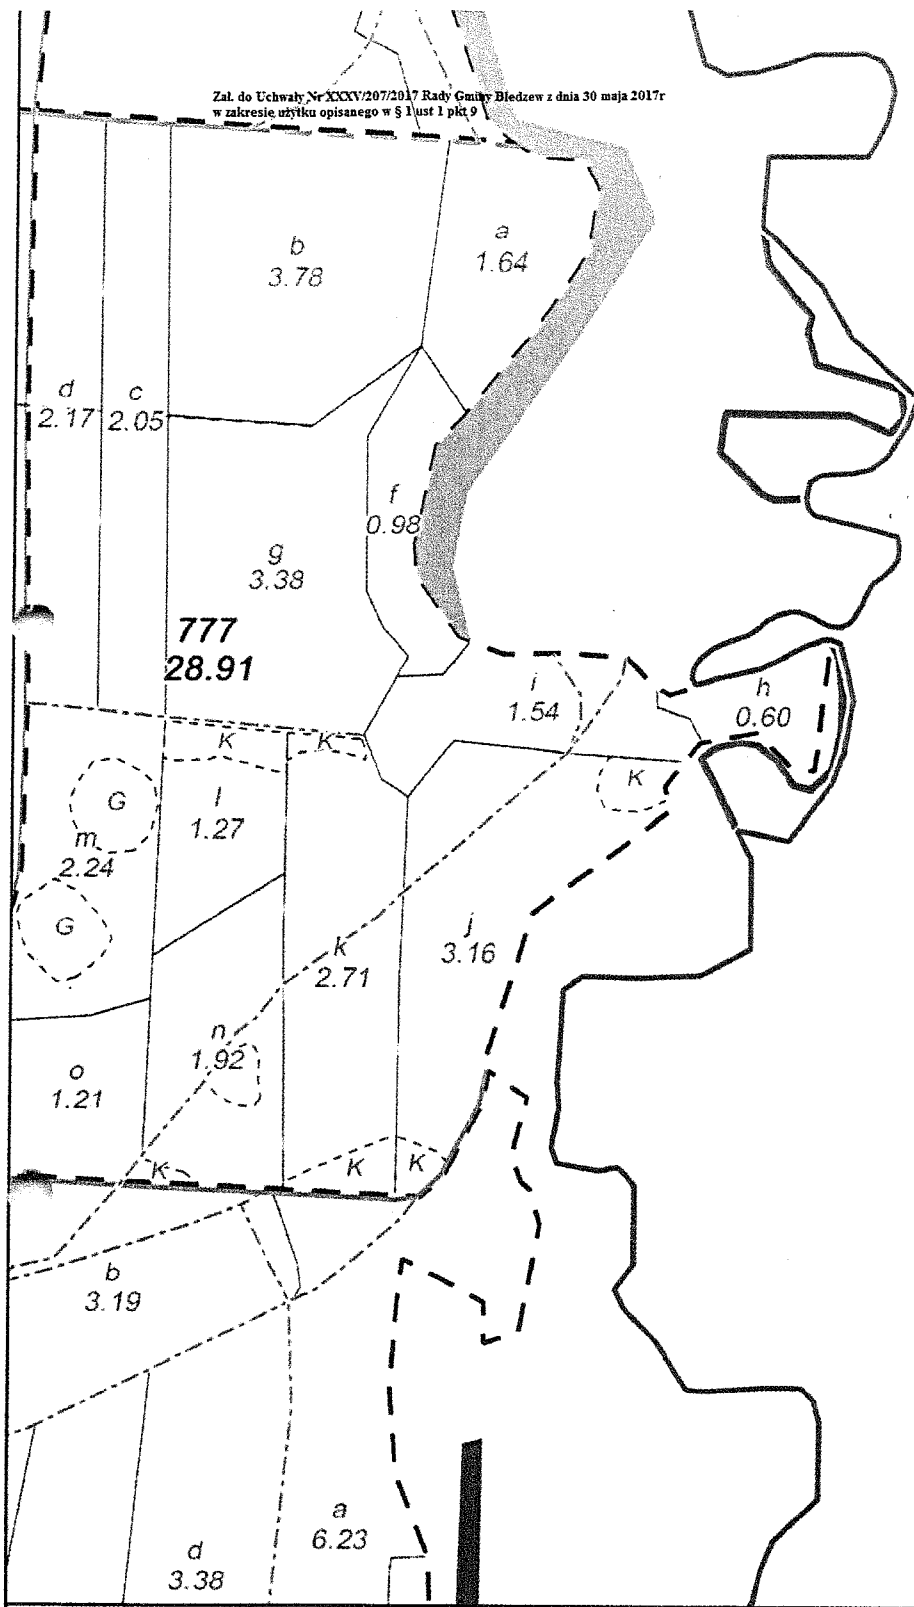 Zał. do Uchwały Nr XXXV/207/2017 Rady Gminy Bledzew z dnia 30 maja 2017r
w zakresie użytku opisanego w § 1 ust 1 pkt 9
b
3.78
a
1.64
d
2.17
c
2.05
f
0.98
g
3.38
777
28.91
i
1.54
h
0.60
K
K
K
G
l
1.27
m
2.24
G
j
3.16
k
2.71
n
1.92
o
1.21
K
K
K
b
3.19
a
6.23
d
3.38